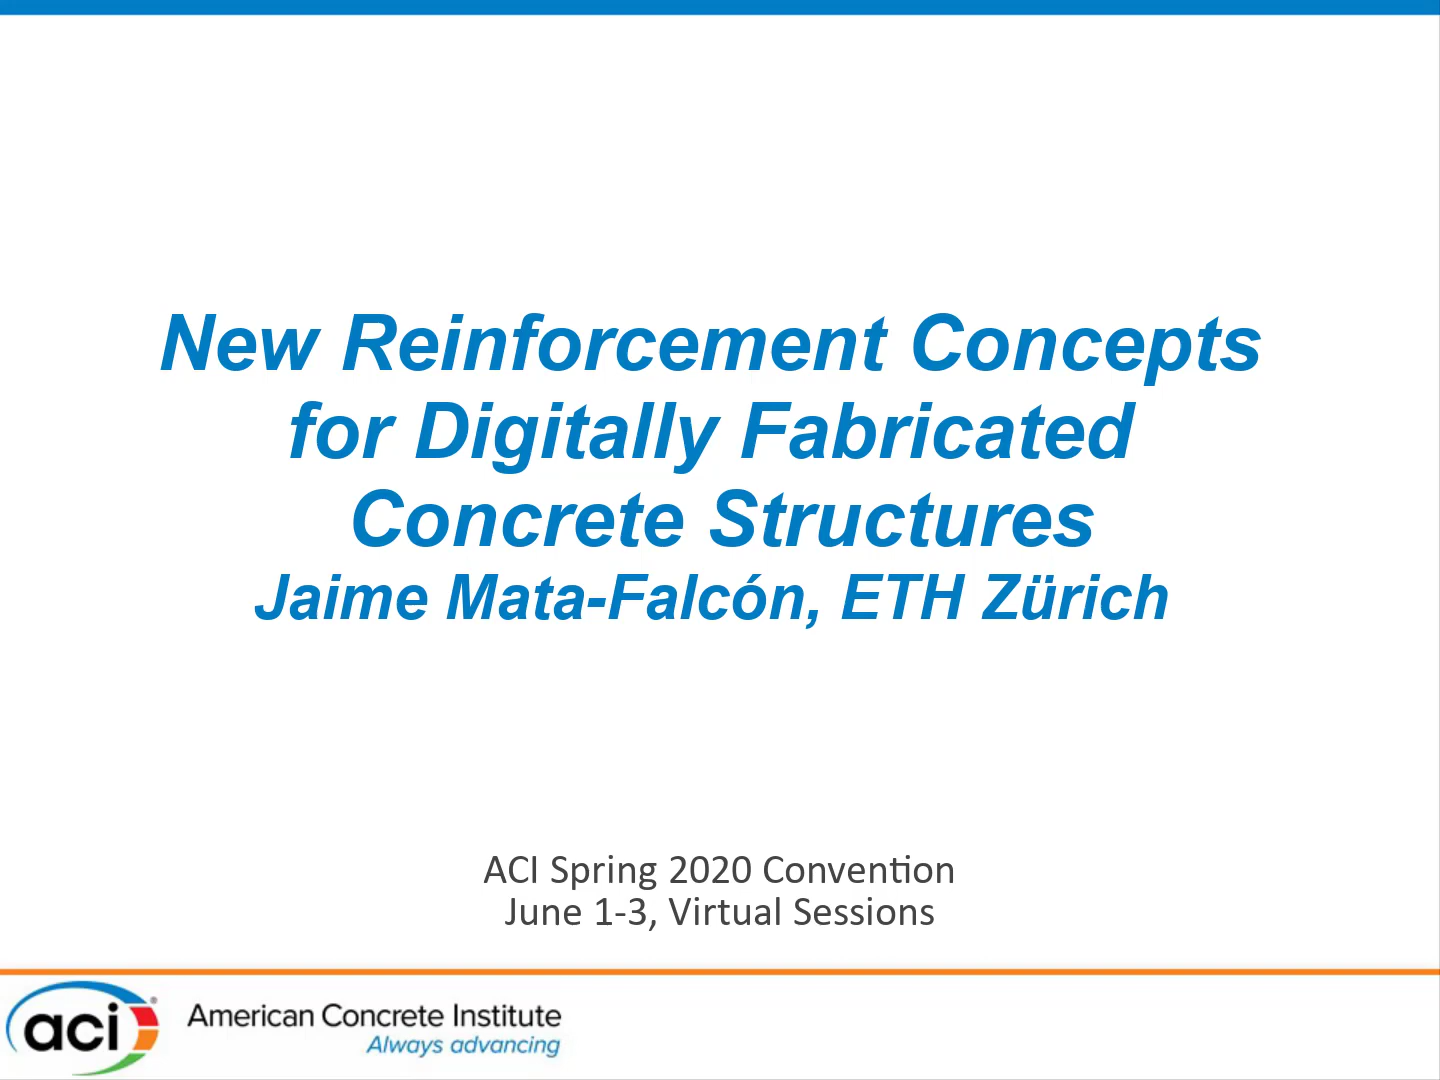 New Reinforcement Concepts
for Digitally Fabricated
Concrete Structures
Jaime Mata-Falcón, ETH Zürich
ACI Spring 2020 Convention
June 1-3, Virtual Sessions
aci®
American Concrete Institute
Always advancing